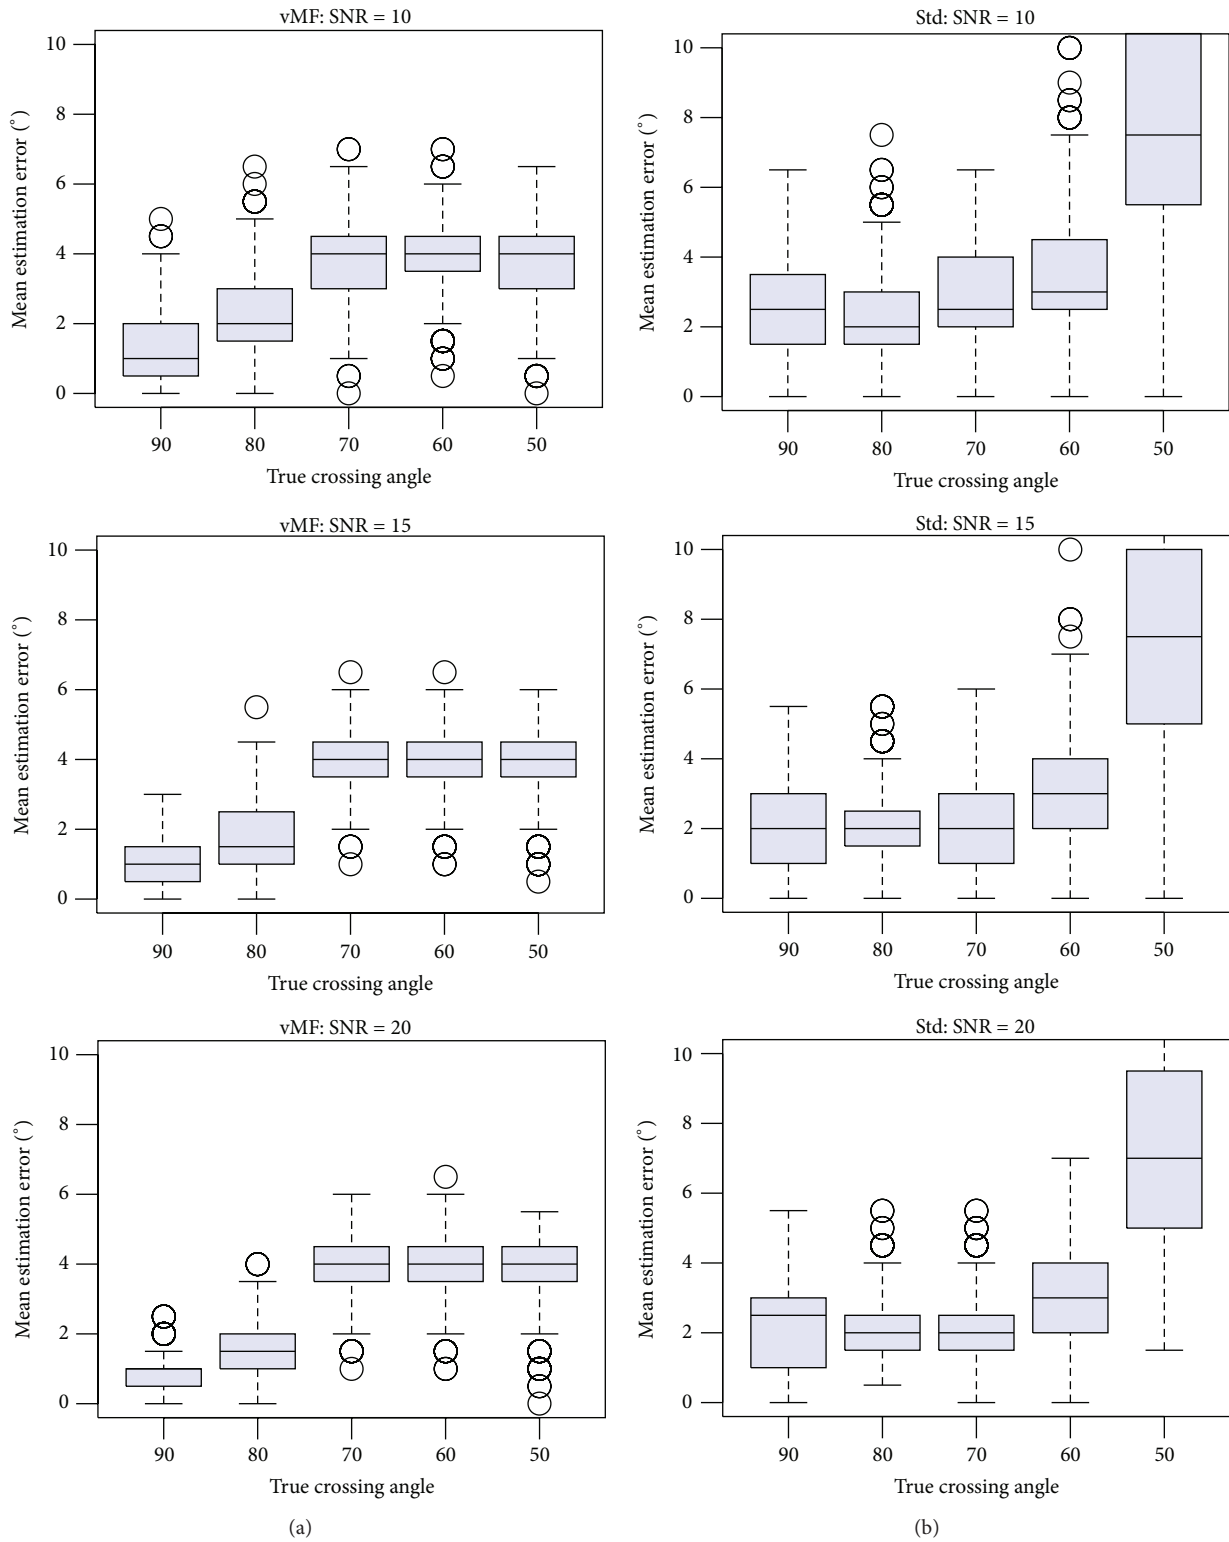 vMF: SNR = 10
10
8
6
4
2
0
Mean estimation error (°)
90 80 70 60 50
True crossing angle
Std: SNR = 10
10
8
6
4
2
0
Mean estimation error (°)
90 80 70 60 50
True crossing angle
vMF: SNR = 15
10
8
6
4
2
0
Mean estimation error (°)
90 80 70 60 50
True crossing angle
Std: SNR = 15
10
8
6
4
2
0
Mean estimation error (°)
90 80 70 60 50
True crossing angle
vMF: SNR = 20
10
8
6
4
2
0
Mean estimation error (°)
90 80 70 60 50
True crossing angle
(a)
Std: SNR = 20
10
8
6
4
2
0
Mean estimation error (°)
90 80 70 60 50
True crossing angle
(b)